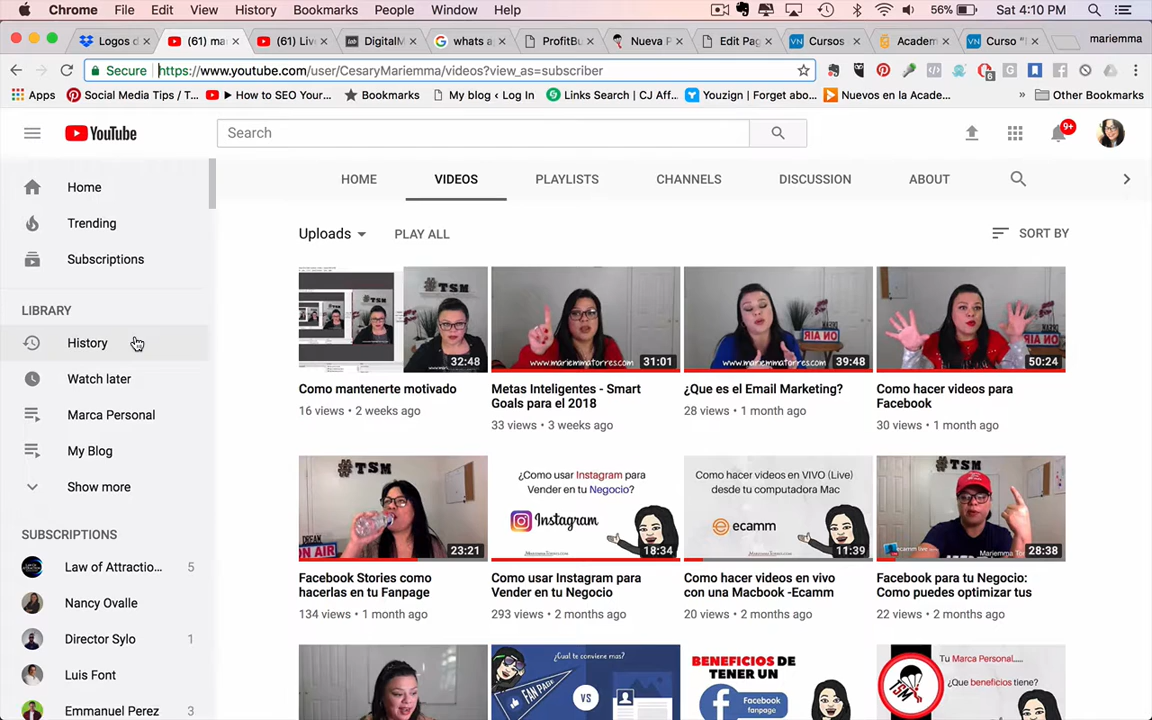 Chrome File Edit View History Bookmarks People Window Help 56% Sat 4:10 PM
Logos d (61) ma (61) Live DigitalM whats a ProfitBu Nueva P Edit Pag Cursos Academ Curso " mariemma
Secure https://www.youtube.com/user/CesaryMariemma/videos?view_as=subscriber
Apps Social Media Tips / T... ▶ How to SEO Your... Bookmarks My blog ‹ Log In Links Search | CJ Aff... Youzign | Forget abo... Nuevos en la Acade... » Other Bookmarks
YouTube Search 9+
HOME VIDEOS PLAYLISTS CHANNELS DISCUSSION ABOUT
Home
Trending
Subscriptions
LIBRARY
History
Watch later
Marca Personal
My Blog
Show more
SUBSCRIPTIONS
Law of Attractio... 5
Nancy Ovalle
Director Sylo 1
Luis Font
Emmanuel Perez 3
Uploads PLAY ALL SORT BY
#TSM
32:48
Como mantenerte motivado
16 views • 2 weeks ago
www.mariemmatorres.com
31:01
Metas Inteligentes - Smart
Goals para el 2018
33 views • 3 weeks ago
ON AIR
www.mariemmatorres.com
39:48
¿Que es el Email Marketing?
28 views • 1 month ago
ON AIR
50:24
Como hacer videos para
Facebook
30 views • 1 month ago
#TSM
ON AIR
23:21
Facebook Stories como
hacerlas en tu Fanpage
134 views • 1 month ago
¿Como usar Instagram para
Vender en tu Negocio?
Instagram
18:34
Como usar Instagram para
Vender en tu Negocio
293 views • 2 months ago
Como hacer videos en VIVO (Live)
desde tu computadora Mac
ecamm
11:39
Como hacer videos en vivo
con una Macbook -Ecamm
20 views • 2 months ago
#TSM
ecamm live
28:38
Facebook para tu Negocio:
Como puedes optimizar tus
22 views • 2 months ago
¿Cual te conviene mas?
FAN PAGE
VS
BENEFICIOS DE
TENER UN
Facebook
fanpage
Tu Marca Personal.....
¿Que beneficios tiene?
TSM